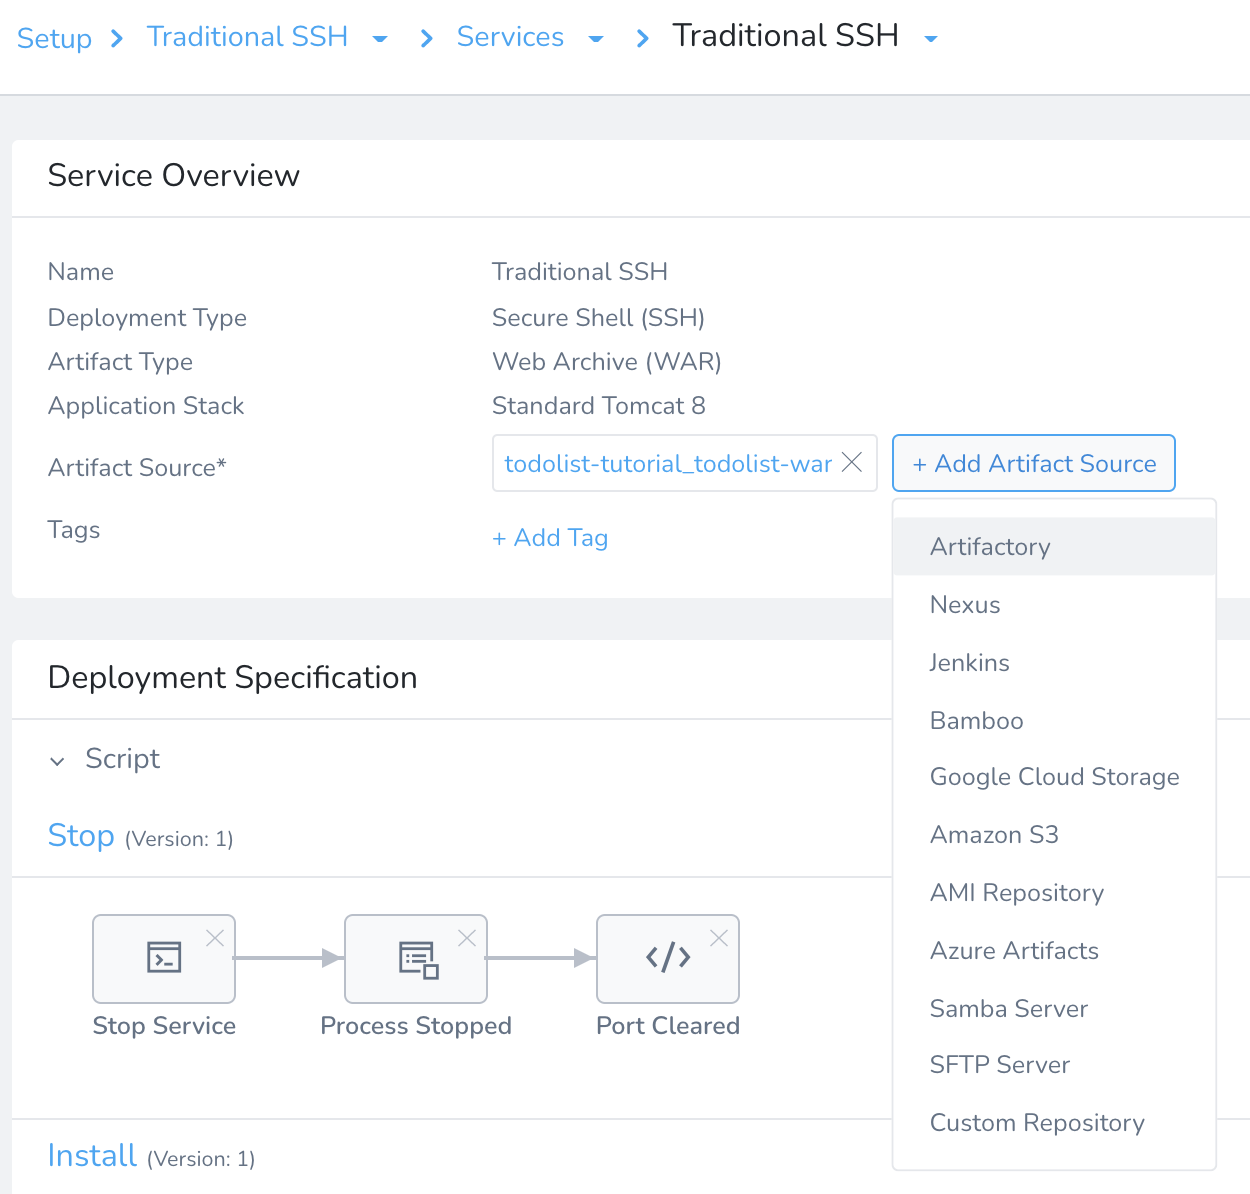 Setup Traditional SSH Services Traditional SSH
Service Overview
Name Traditional SSH
Deployment Type Secure Shell (SSH)
Artifact Type Web Archive (WAR)
Application Stack Standard Tomcat 8
Artifact Source* todolist-tutorial_todolist-war + Add Artifact Source
Tags + Add Tag
Artifactory
Nexus
Jenkins
Bamboo
Google Cloud Storage
Amazon S3
AMI Repository
Azure Artifacts
Samba Server
SFTP Server
Custom Repository
Deployment Specification
Script
Stop (Version: 1)
Stop Service Process Stopped Port Cleared
Install (Version: 1)